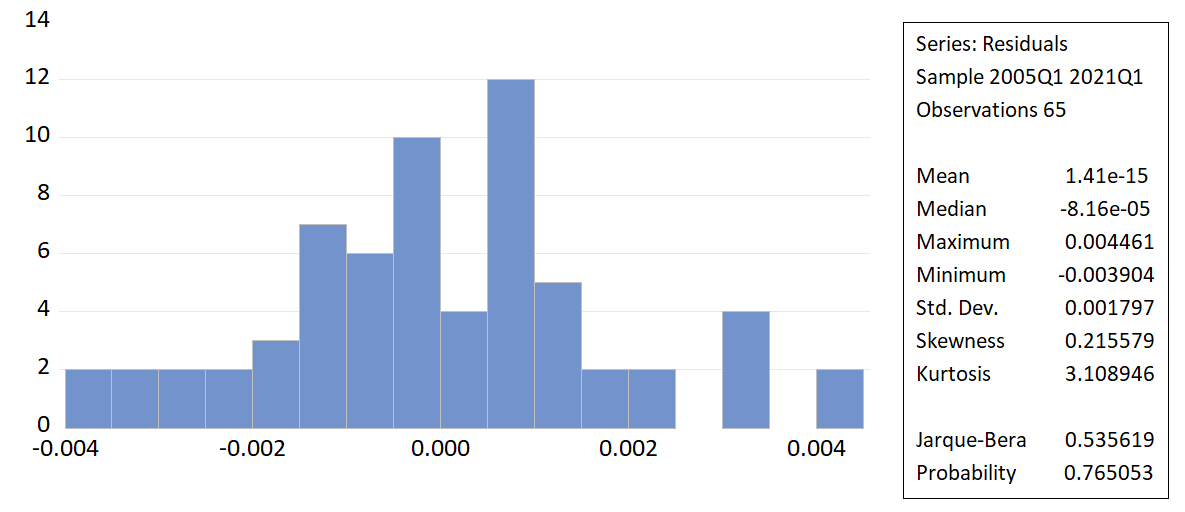 14
12
10
8
6
4
2
0
-0.004 -0.002 0.000 0.002 0.004
Series: Residuals
Sample 2005Q1 2021Q1
Observations 65
Mean 1.41e-15
Median -8.16e-05
Maximum 0.004461
Minimum -0.003904
Std. Dev. 0.001797
Skewness 0.215579
Kurtosis 3.108946
Jarque-Bera 0.535619
Probability 0.765053